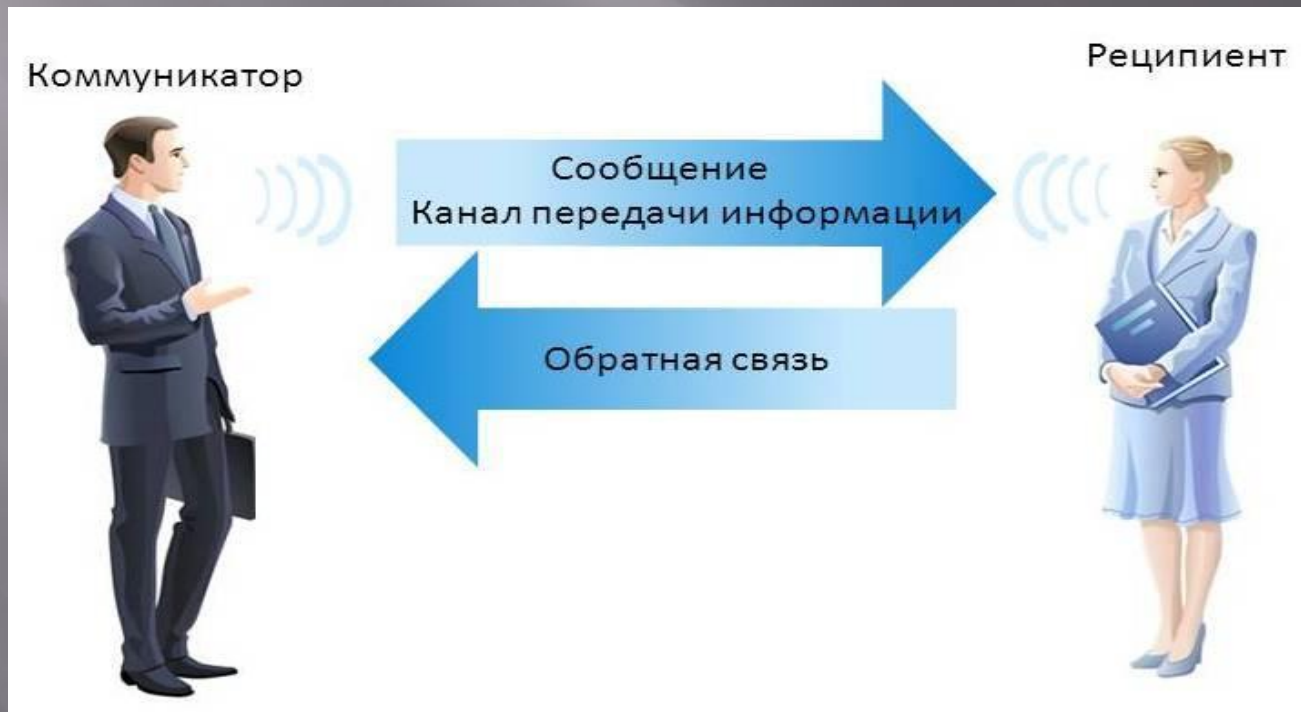 Коммуникатор
Реципиент
Сообщение
Канал передачи информации
Обратная связь